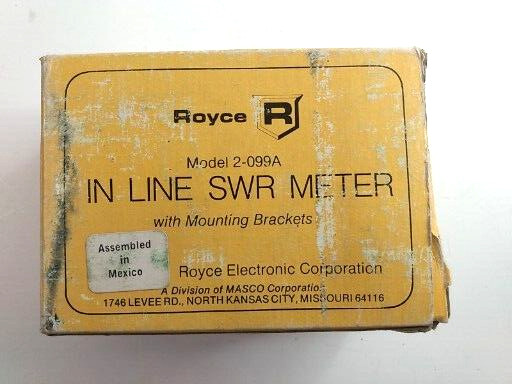 Royce R
Model 2-099A
IN LINE SWR METER
with Mounting Brackets
Assembled
in
Mexico
Royce Electronic Corporation
A Division of MASCO Corporation
1746 LEVEE RD., NORTH KANSAS CITY, MISSOURI 64116